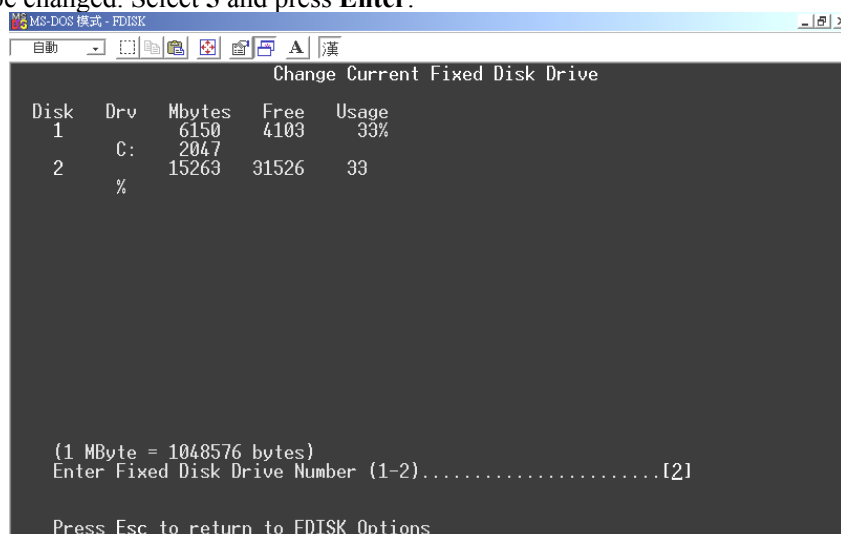 be changed. Select 5 and press Enter.
MS-DOS 模式 - FDISK
自動 A 漢
Change Current Fixed Disk Drive
Disk Drv Mbytes Free Usage
1 6150 4103 33%
C: 2047
2 15263 31526 33
%
(1 MByte = 1048576 bytes)
Enter Fixed Disk Drive Number (1-2).......................[2]
Press Esc to return to FDISK Options